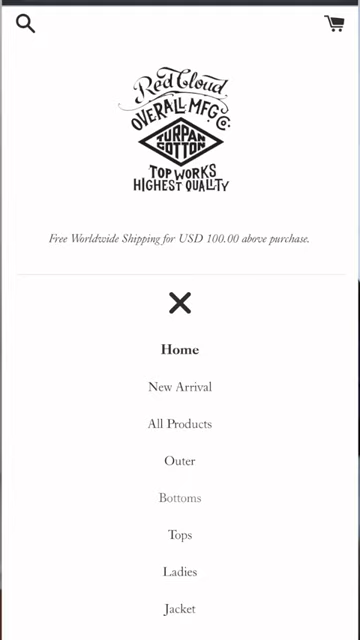 Red Cloud
OVERALL MFG Co.
TURPAN
COTTON
TOP WORKS
HIGHEST QUALITY
Free Worldwide Shipping for USD 100.00 above purchase.
Home
New Arrival
All Products
Outer
Bottoms
Tops
Ladies
Jacket